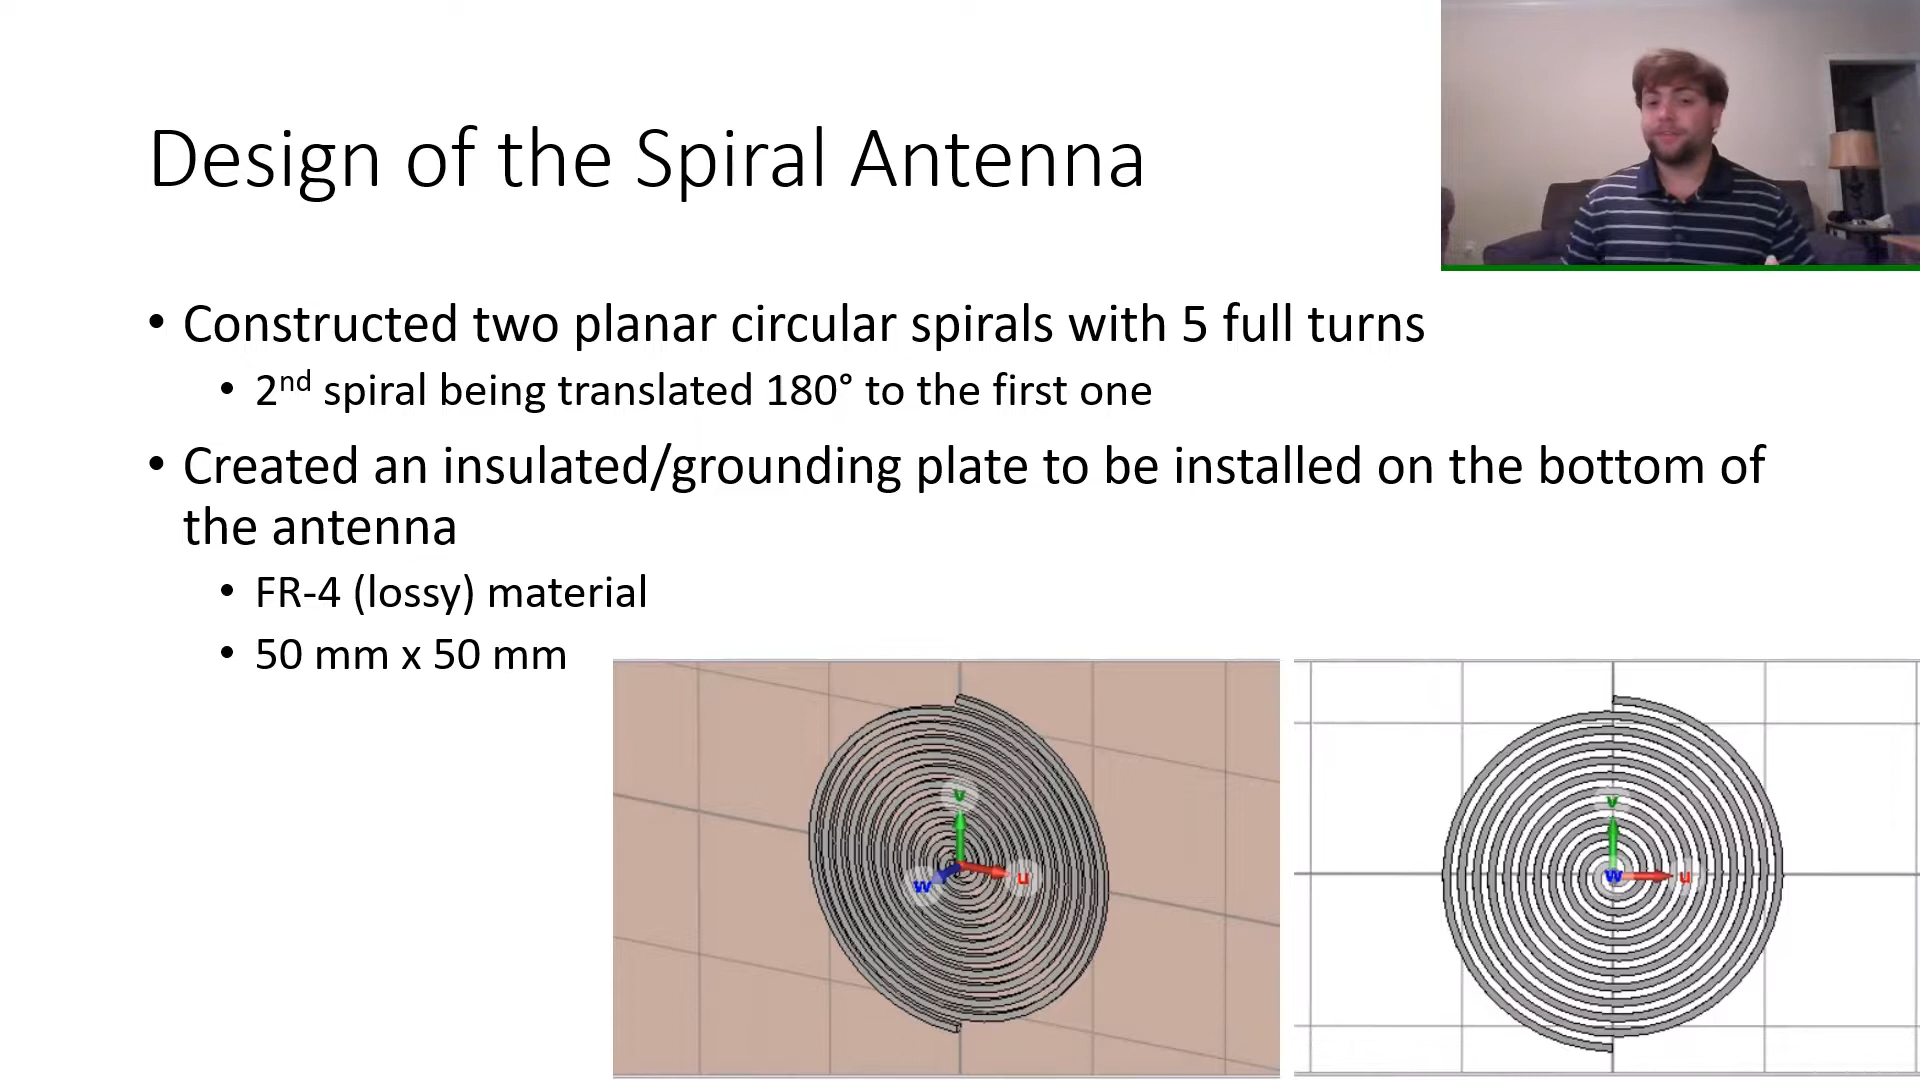 Design of the Spiral Antenna
• Constructed two planar circular spirals with 5 full turns
• 2nd spiral being translated 180° to the first one
• Created an insulated/grounding plate to be installed on the bottom of
the antenna
• FR-4 (lossy) material
• 50 mm x 50 mm
v
w
u
v
w
u